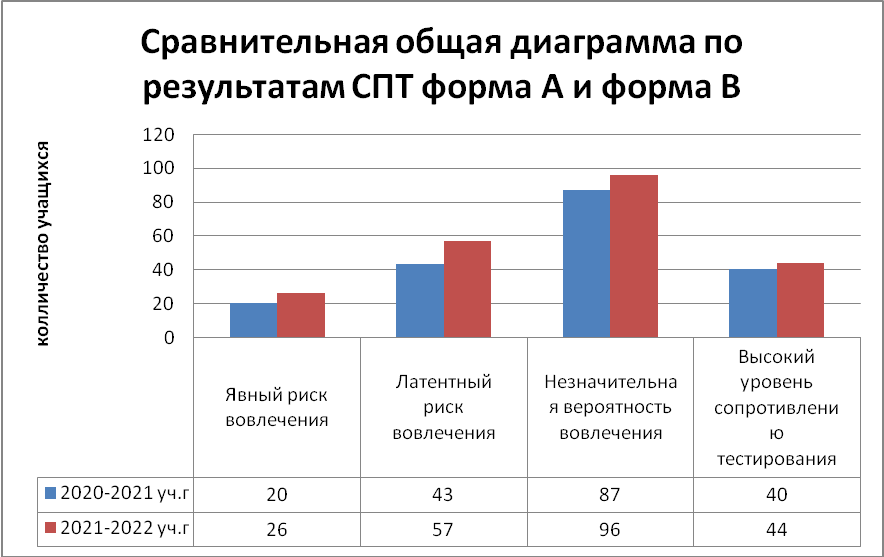 Сравнительная общая диаграмма по
результатам СПТ форма А и форма В
колличество учащихся
120
100
80
60
40
20
0
Явный риск
вовлечения
Латентный
риск
вовлечения
Незначительна
я вероятность
вовлечения
Высокий
уровень
сопротивлени
ю
тестирования
2020-2021 уч.г 20 43 87 40
2021-2022 уч.г 26 57 96 44